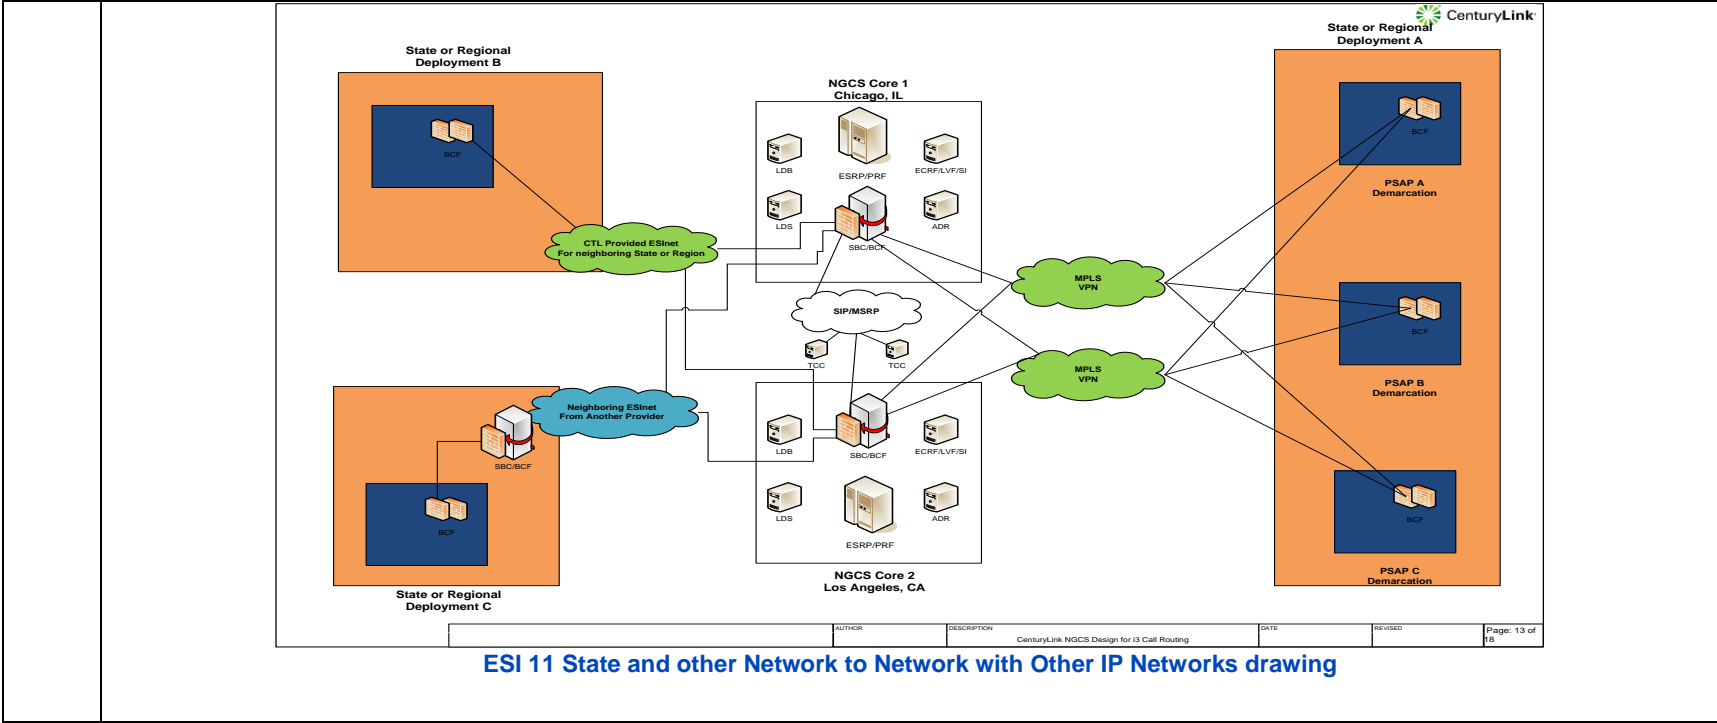 CenturyLink
State or Regional
Deployment A
State or Regional
Deployment B
NGCS Core 1
Chicago, IL
BCF
BCF
LDB
ESRP/PRF
ECRF/LVF/SI
PSAP A
Demarcation
LDS
SBC/BCF
ADR
CTL Provided ESInet
For neighboring State or Region
MPLS
VPN
SIP/MSRP
BCF
TCC
TCC
MPLS
VPN
PSAP B
Demarcation
Neighboring ESInet
From Another Provider
SBC/BCF
LDB
SBC/BCF
ECRF/LVF/SI
BCF
LDS
ESRP/PRF
ADR
BCF
PSAP C
Demarcation
NGCS Core 2
Los Angeles, CA
State or Regional
Deployment C
AUTHOR
DESCRIPTION
CenturyLink NGCS Design for i3 Call Routing
DATE
REVISED
Page: 13 of
18
ESI 11 State and other Network to Network with Other IP Networks drawing